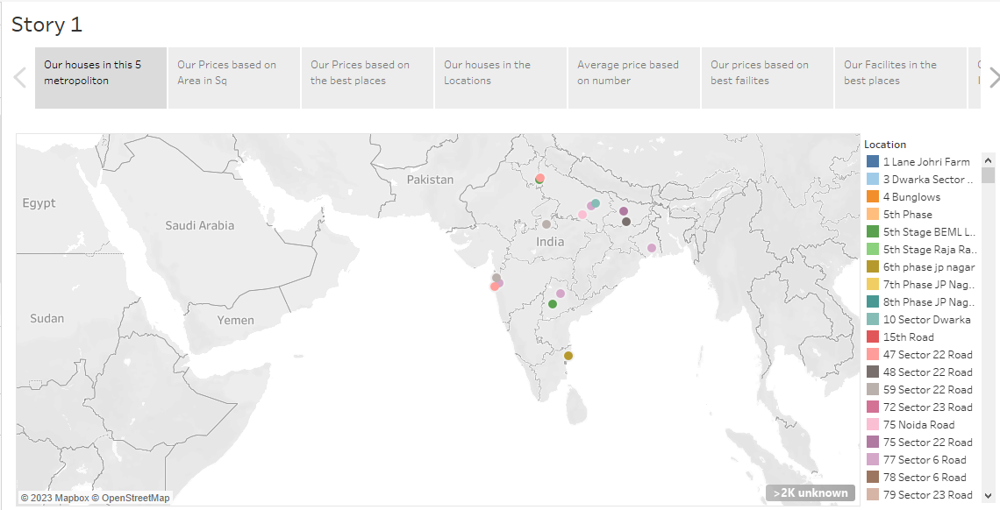 Story 1
Our houses in this 5
metropoliton
Our Prices based on
Area in Sq
Our Prices based on
the best places
Our houses in the
Locations
Average price based
on number
Our prices based on
best failites
Our Facilites in the
best places
Location
1 Lane Johri Farm
3 Dwarka Sector ..
4 Bunglows
5th Phase
5th Stage BEML L..
5th Stage Raja Ra..
6th phase jp nagar
7th Phase JP Nag..
8th Phase JP Nag..
10 Sector Dwarka
15th Road
47 Sector 22 Road
48 Sector 22 Road
59 Sector 22 Road
72 Sector 23 Road
75 Noida Road
75 Sector 22 Road
77 Sector 6 Road
78 Sector 6 Road
79 Sector 23 Road
Pakistan
Egypt
Saudi Arabia
India
Sudan
Yemen
>2K unknown
© 2023 Mapbox © OpenStreetMap